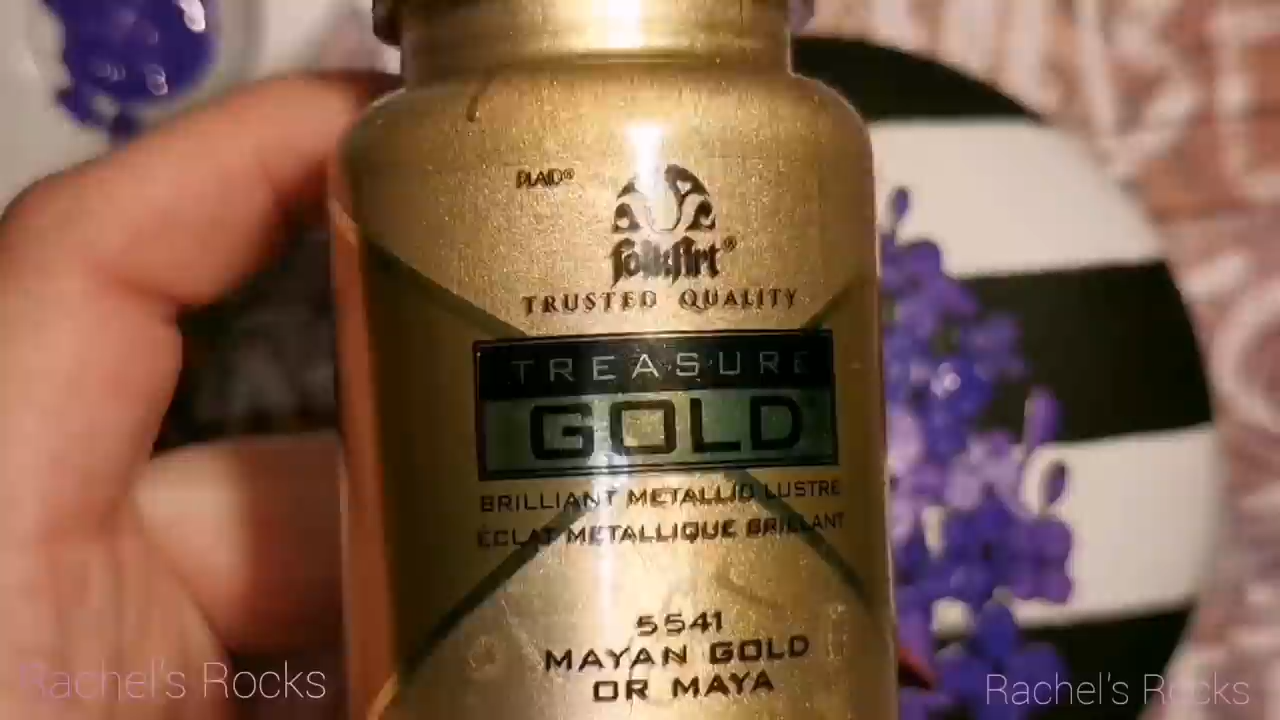 PLAID®
folkArt®
TRUSTED QUALITY
TREASURE
GOLD
BRILLIANT METALLIC LUSTRE
ÉCLAT MÉTALLIQUE BRILLANT
5541
MAYAN GOLD
OR MAYA
Rachel's Rocks
Rachel's Rocks